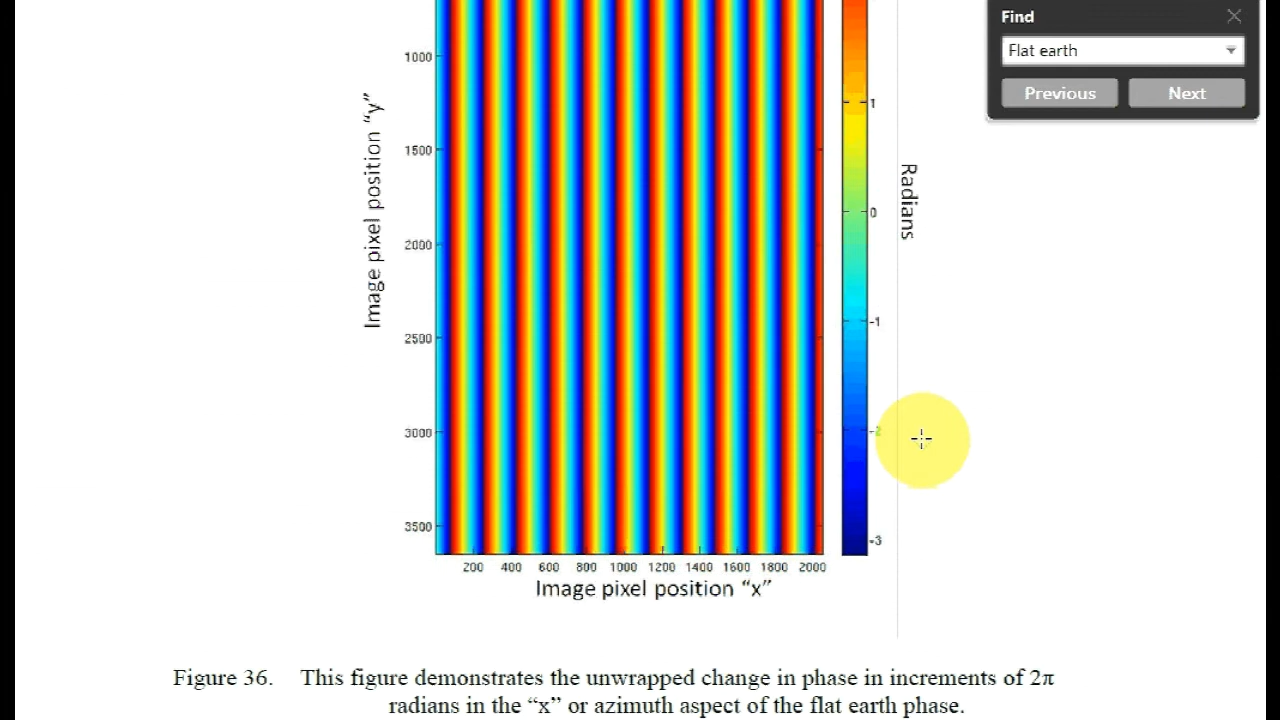 Find
Flat earth
Previous Next
1000
1500
2000
2500
3000
3500
Image pixel position “y”
1
0
-1
-2
-3
Radians
200 400 600 800 1000 1200 1400 1600 1800 2000
Image pixel position “x”
Figure 36. This figure demonstrates the unwrapped change in phase in increments of 2π
radians in the “x” or azimuth aspect of the flat earth phase.